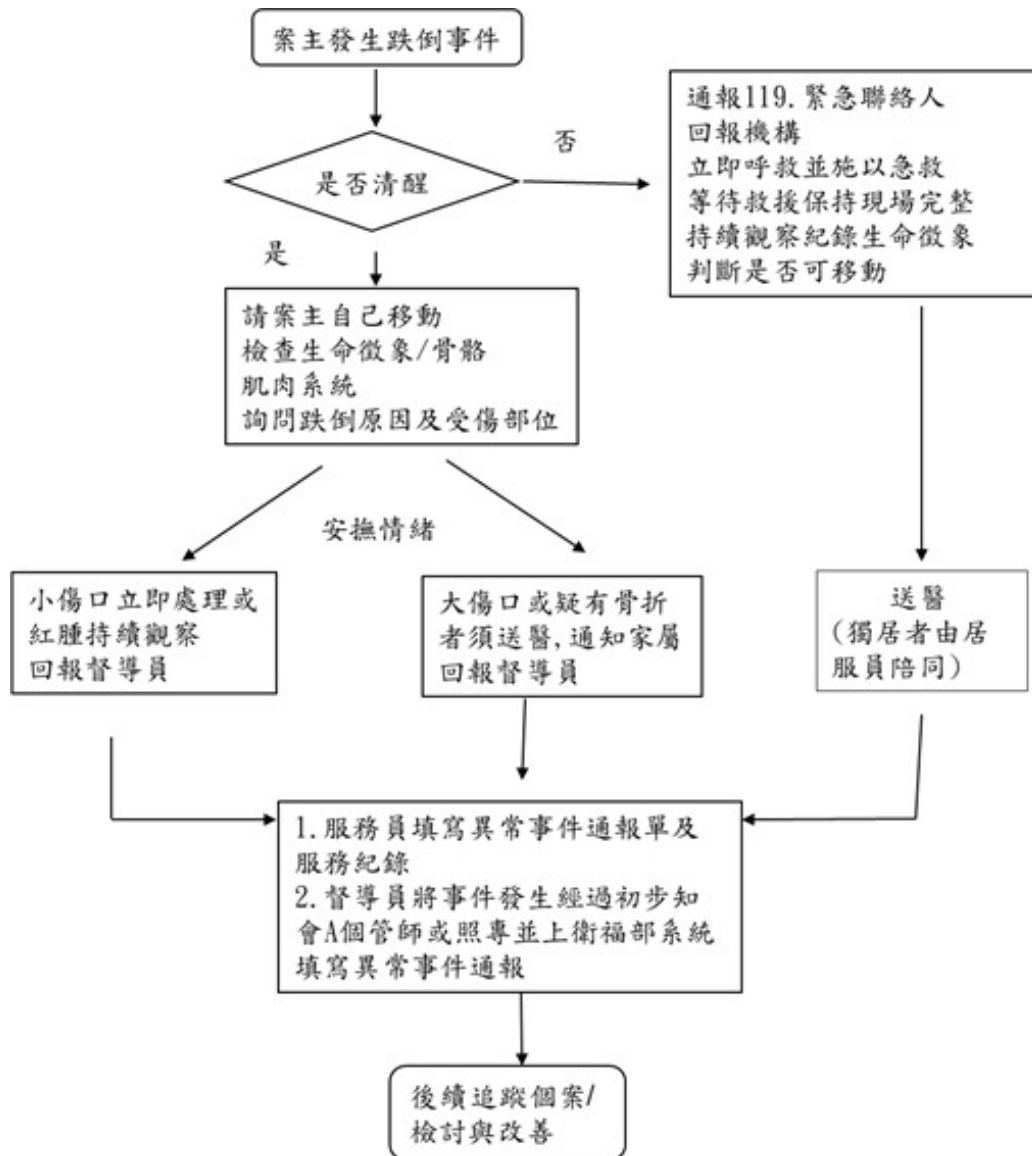 案主發生跌倒事件
是否清醒
否
通報119.緊急聯絡人
回報機構
立即呼救並施以急救
等待救援保持現場完整
持續觀察紀錄生命徵象
判斷是否可移動
是
請案主自己移動
檢查生命徵象/骨骼
肌肉系統
詢問跌倒原因及受傷部位
安撫情緒
小傷口立即處理或
紅腫持續觀察
回報督導員
大傷口或疑有骨折
者須送醫,通知家屬
回報督導員
送醫
(獨居者由居
服員陪同)
1.服務員填寫異常事件通報單及
服務紀錄
2.督導員將事件發生經過初步知
會A個管師或照專並上衛福部系統
填寫異常事件通報
後續追蹤個案/
檢討與改善